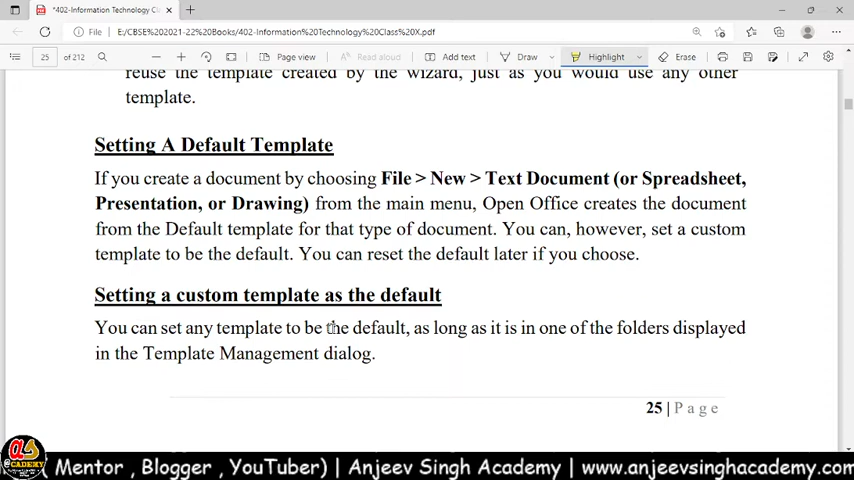 *402-Information Technology Cl
File
E:/CBSE%202021-22%20Books/402-Information%20Technology%20Class%20X.pdf
25 of 212
Page view
Read aloud
Add text
Draw
Highlight
Erase
reuse the template created by the wizard, just as you would use any other
template.
Setting A Default Template
If you create a document by choosing File > New > Text Document (or Spreadsheet,
Presentation, or Drawing) from the main menu, Open Office creates the document
from the Default template for that type of document. You can, however, set a custom
template to be the default. You can reset the default later if you choose.
Setting a custom template as the default
You can set any template to be the default, as long as it is in one of the folders displayed
in the Template Management dialog.
25 | Page
as
@CADEMY
( Mentor , Blogger , YouTuber) | Anjeev Singh Academy | www.anjeevsinghacademy.com